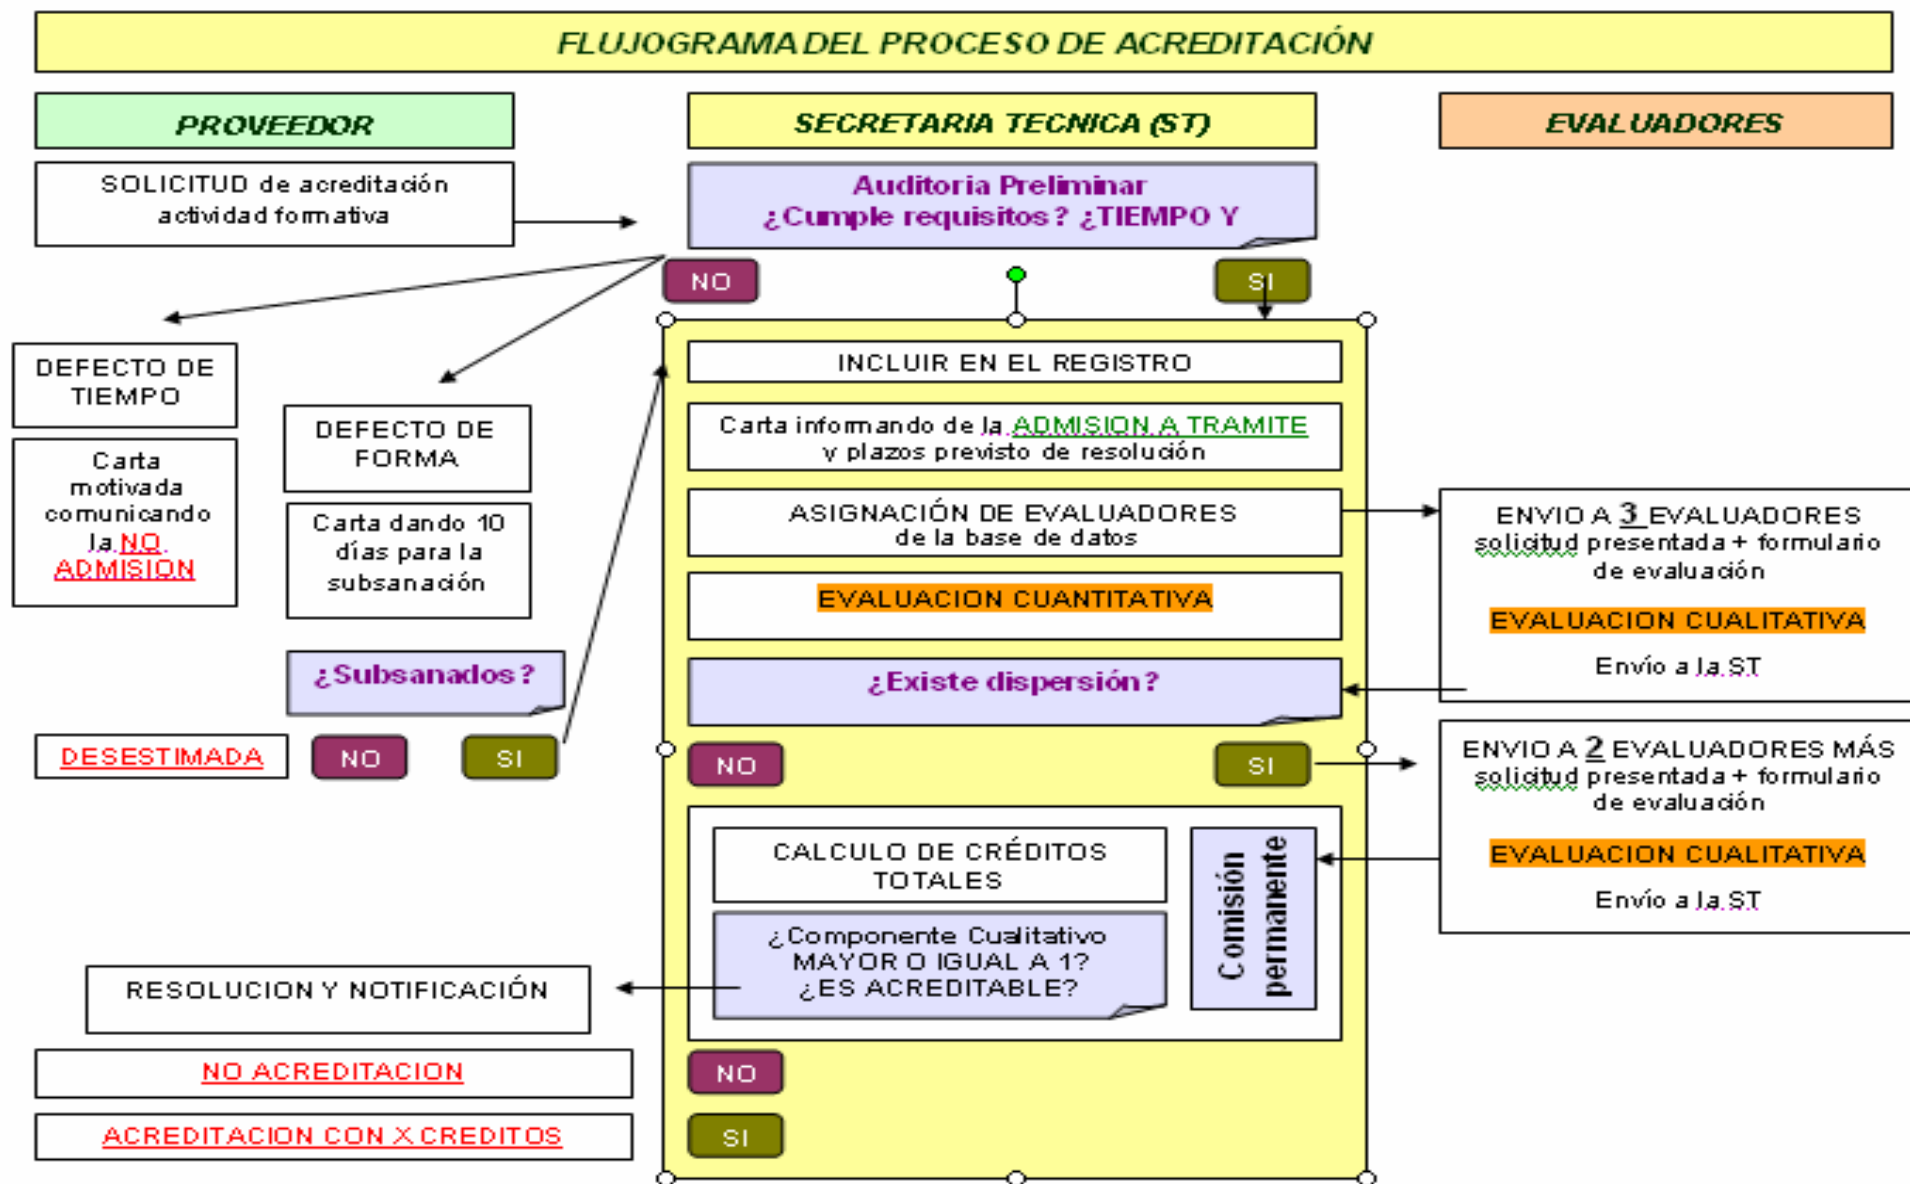 FLUJOGRAMA DEL PROCESO DE ACREDITACIÓN
PROVEEDOR
SECRETARIA TECNICA (ST)
EVALUADORES
SOLICITUD de acreditación
actividad formativa
Auditoria Preliminar
¿Cumple requisitos? ¿TIEMPO Y
NO
SI
DEFECTO DE
TIEMPO
Carta
motivada
comunicando
la NO
ADMISION
DEFECTO DE
FORMA
Carta dando 10
días para la
subsanación
¿Subsanados?
DESESTIMADA
NO
SI
INCLUIR EN EL REGISTRO
Carta informando de la ADMISION A TRAMITE
y plazos previsto de resolución
ASIGNACIÓN DE EVALUADORES
de la base de datos
EVALUACION CUANTITATIVA
¿Existe dispersión?
NO
SI
ENVIO A 3 EVALUADORES
solicitud presentada + formulario
de evaluación
EVALUACION CUALITATIVA
Envío a la ST
ENVIO A 2 EVALUADORES MÁS
solicitud presentada + formulario
de evaluación
EVALUACION CUALITATIVA
Envío a la ST
CALCULO DE CRÉDITOS
TOTALES
¿Componente Cualitativo
MAYOR O IGUAL A 1?
¿ES ACREDITABLE?
Comisión
permanente
RESOLUCION Y NOTIFICACIÓN
NO ACREDITACION
NO
ACREDITACION CON X CREDITOS
SI